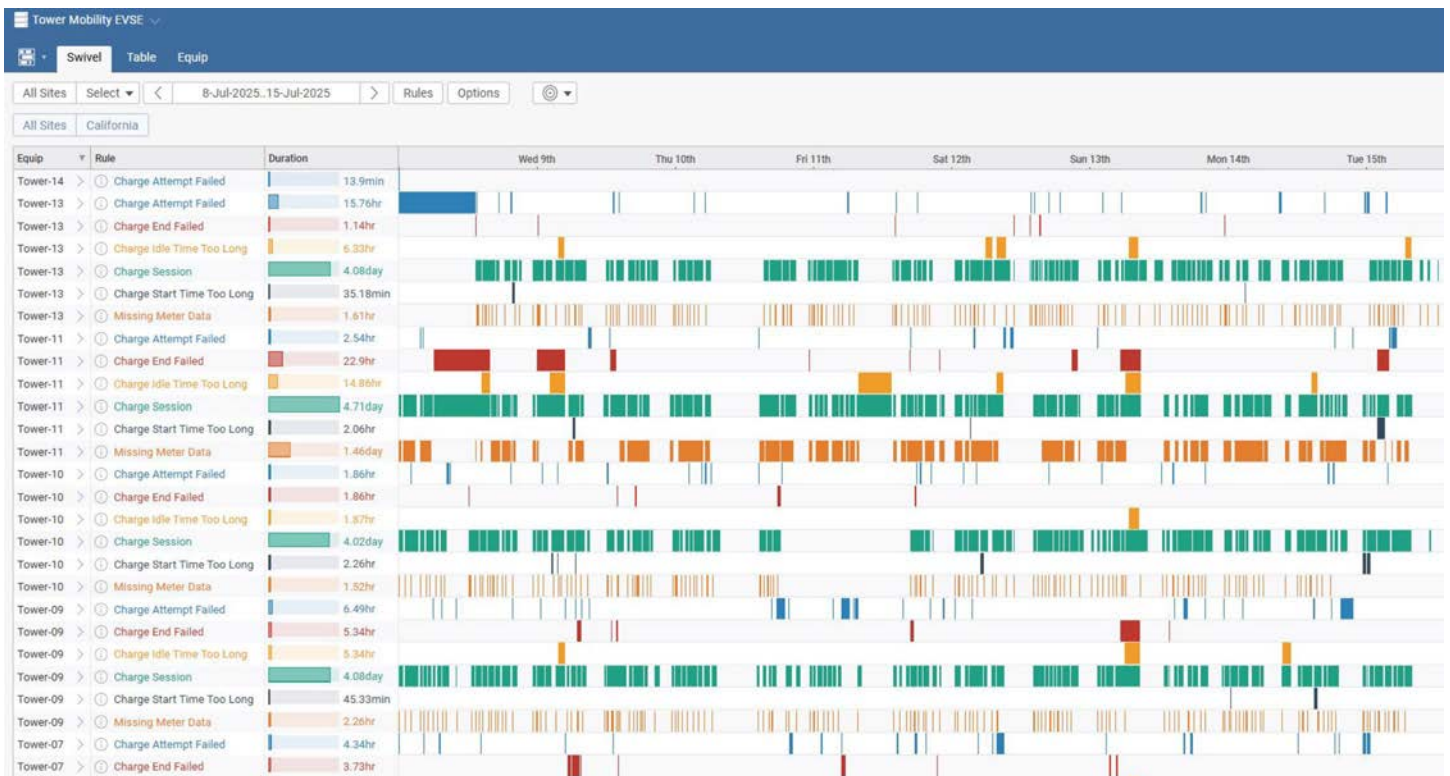 Tower Mobility EVSE
Swivel Table Equip
All Sites Select < 8-Jul-2025..15-Jul-2025 > Rules Options
All Sites California
Equip Rule Duration Wed 9th Thu 10th Fri 11th Sat 12th Sun 13th Mon 14th Tue 15th
Tower-14 > Charge Attempt Failed 13.9min
Tower-13 > Charge Attempt Failed 15.76hr
Tower-13 > Charge End Failed 1.14hr
Tower-13 > Charge Idle Time Too Long 6.33hr
Tower-13 > Charge Session 4.08day
Tower-13 > Charge Start Time Too Long 35.18min
Tower-13 > Missing Meter Data 1.61hr
Tower-11 > Charge Attempt Failed 2.54hr
Tower-11 > Charge End Failed 22.9hr
Tower-11 > Charge Idle Time Too Long 14.86hr
Tower-11 > Charge Session 4.71day
Tower-11 > Charge Start Time Too Long 2.06hr
Tower-11 > Missing Meter Data 1.46day
Tower-10 > Charge Attempt Failed 1.86hr
Tower-10 > Charge End Failed 1.86hr
Tower-10 > Charge Idle Time Too Long 1.87hr
Tower-10 > Charge Session 4.02day
Tower-10 > Charge Start Time Too Long 2.26hr
Tower-10 > Missing Meter Data 1.52hr
Tower-09 > Charge Attempt Failed 6.49hr
Tower-09 > Charge End Failed 5.34hr
Tower-09 > Charge Idle Time Too Long 5.34hr
Tower-09 > Charge Session 4.08day
Tower-09 > Charge Start Time Too Long 45.33min
Tower-09 > Missing Meter Data 2.26hr
Tower-07 > Charge Attempt Failed 4.34hr
Tower-07 > Charge End Failed 3.73hr